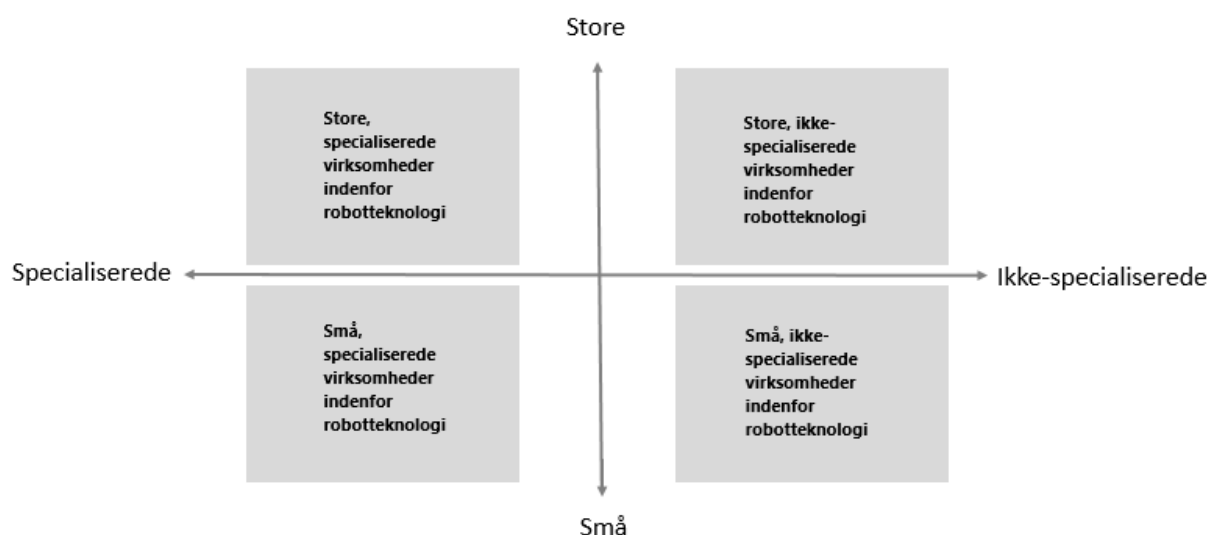 Store
Store,
specialiserede
virksomheder
indenfor
robotteknologi
Store, ikke-
specialiserede
virksomheder
indenfor
robotteknologi
Specialiserede
Ikke-specialiserede
Små,
specialiserede
virksomheder
indenfor
robotteknologi
Små, ikke-
specialiserede
virksomheder
indenfor
robotteknologi
Små